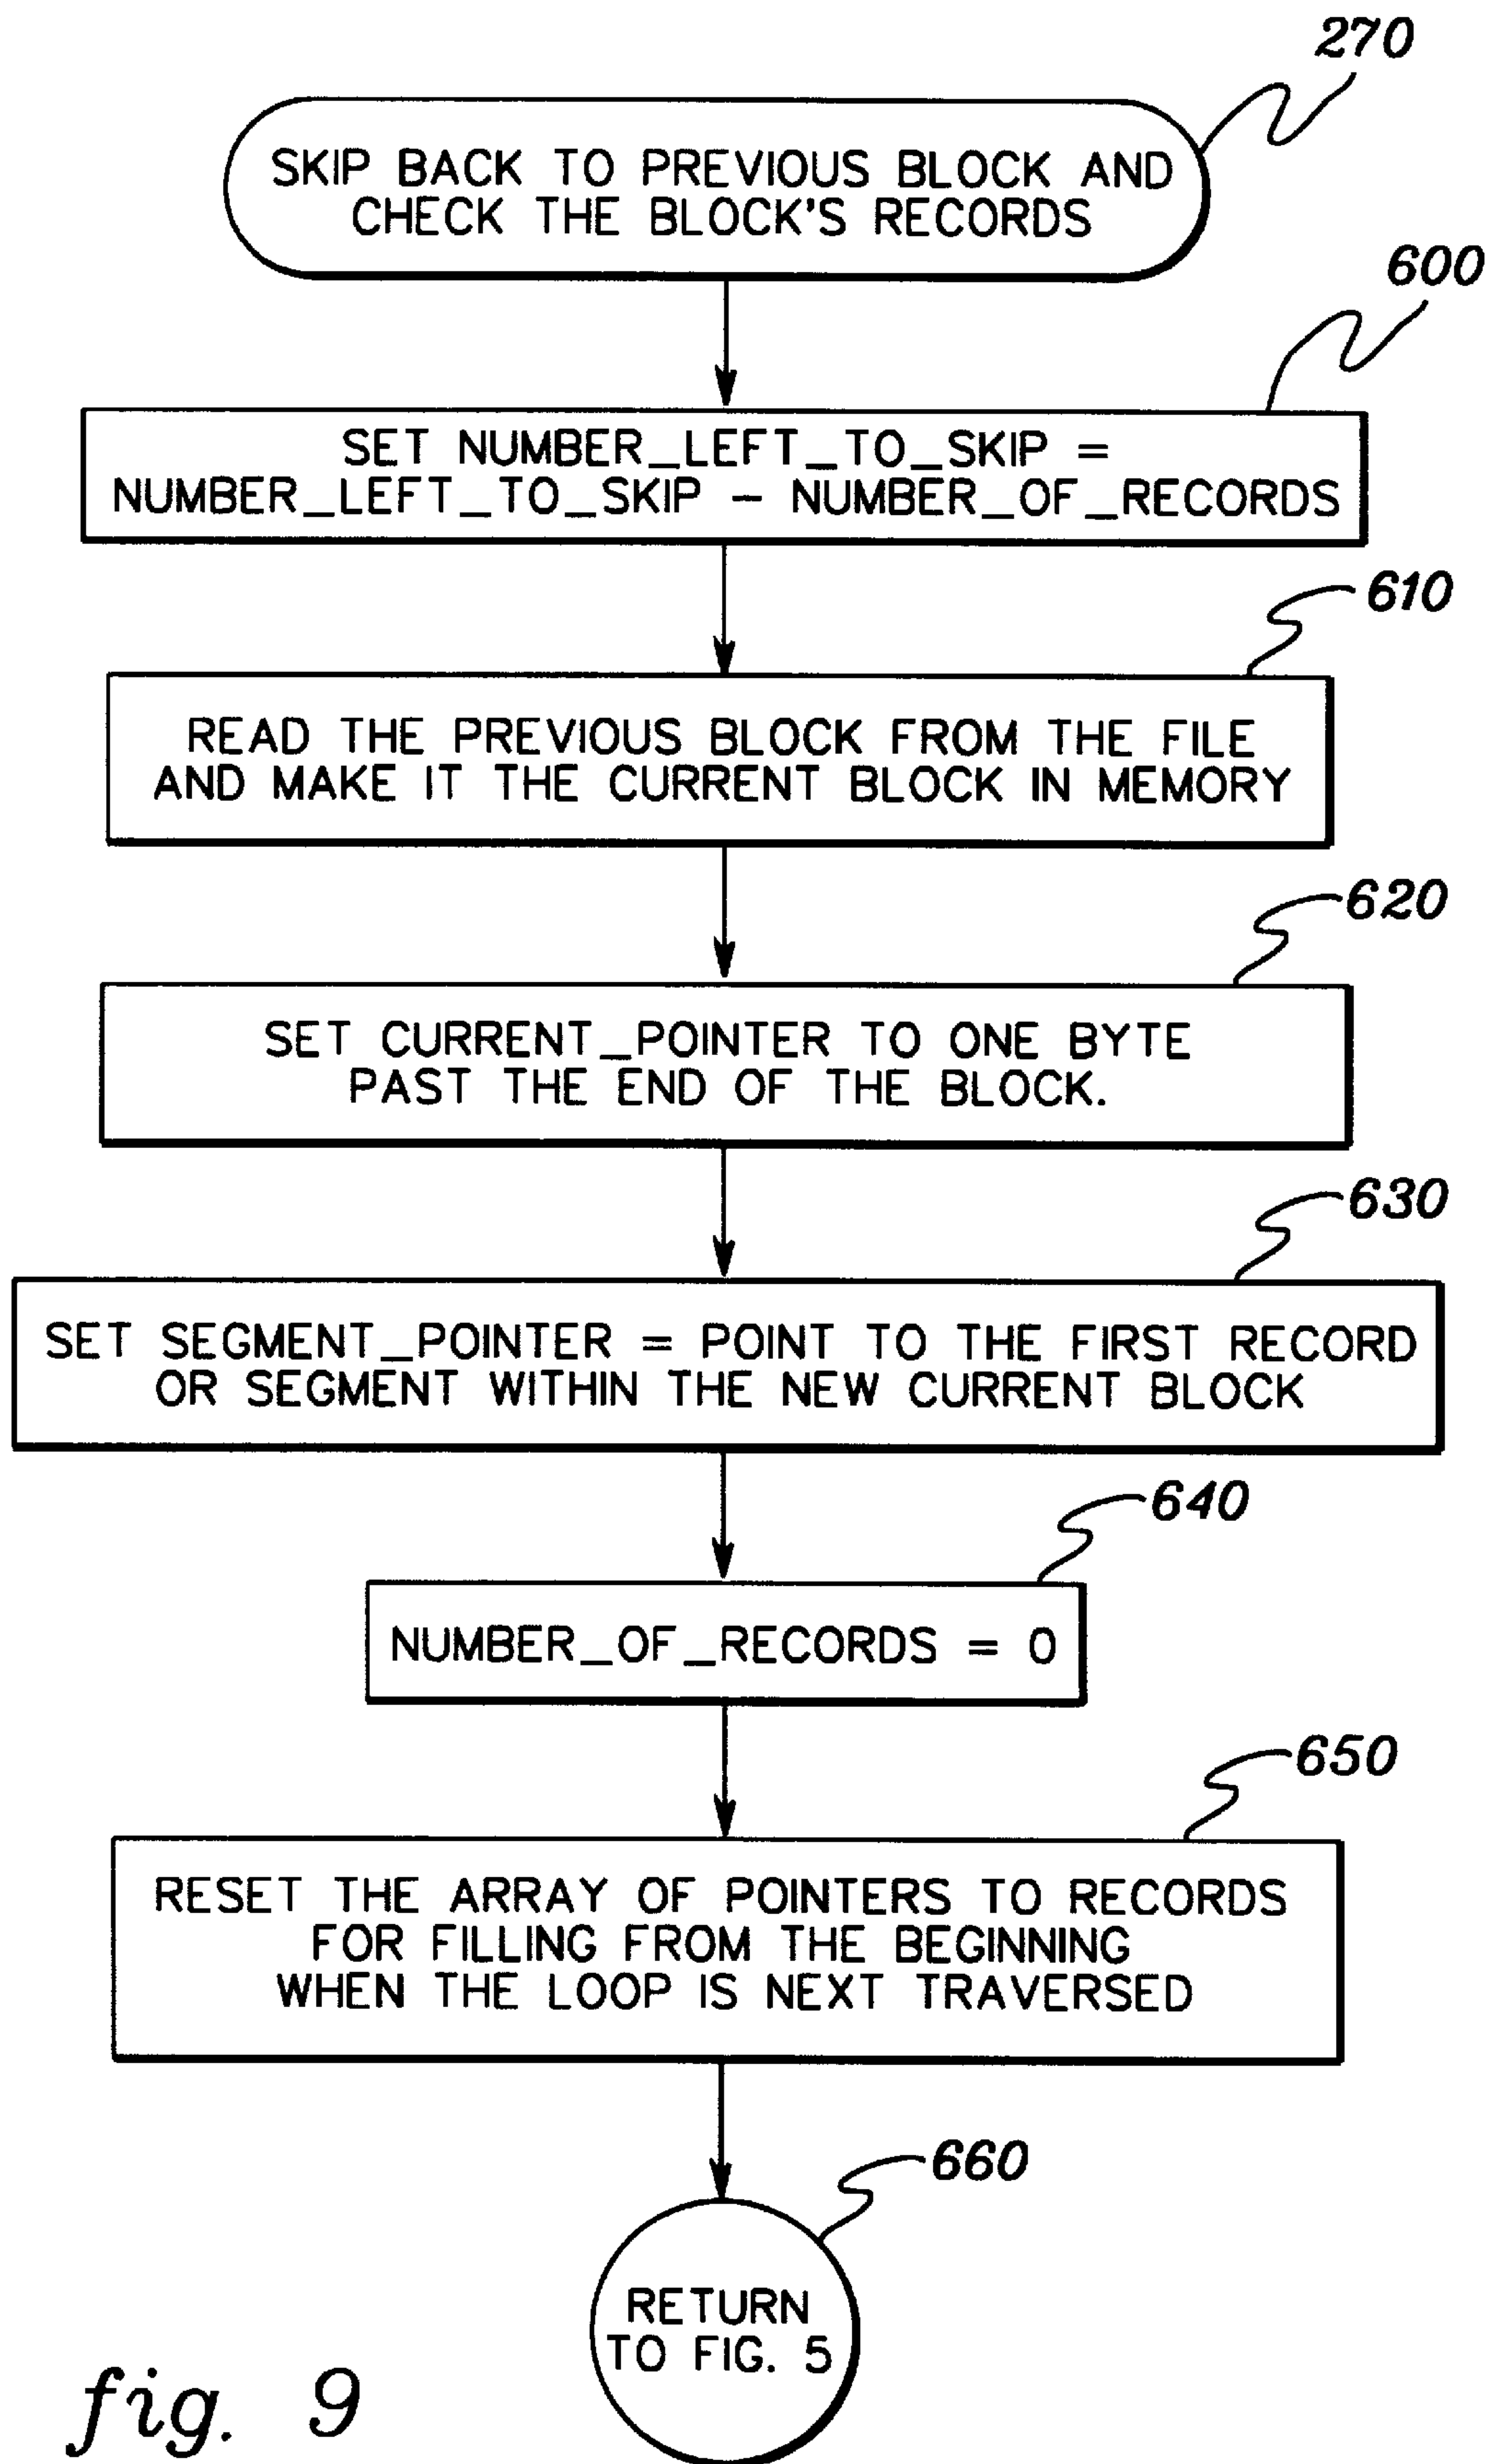 270
SKIP BACK TO PREVIOUS BLOCK AND
CHECK THE BLOCK'S RECORDS
600
SET NUMBER_LEFT_TO_SKIP =
NUMBER_LEFT_TO_SKIP – NUMBER_OF_RECORDS
610
READ THE PREVIOUS BLOCK FROM THE FILE
AND MAKE IT THE CURRENT BLOCK IN MEMORY
620
SET CURRENT_POINTER TO ONE BYTE
PAST THE END OF THE BLOCK.
630
SET SEGMENT_POINTER = POINT TO THE FIRST RECORD
OR SEGMENT WITHIN THE NEW CURRENT BLOCK
640
NUMBER_OF_RECORDS = 0
650
RESET THE ARRAY OF POINTERS TO RECORDS
FOR FILLING FROM THE BEGINNING
WHEN THE LOOP IS NEXT TRAVERSED
660
RETURN
TO FIG. 5
fig. 9